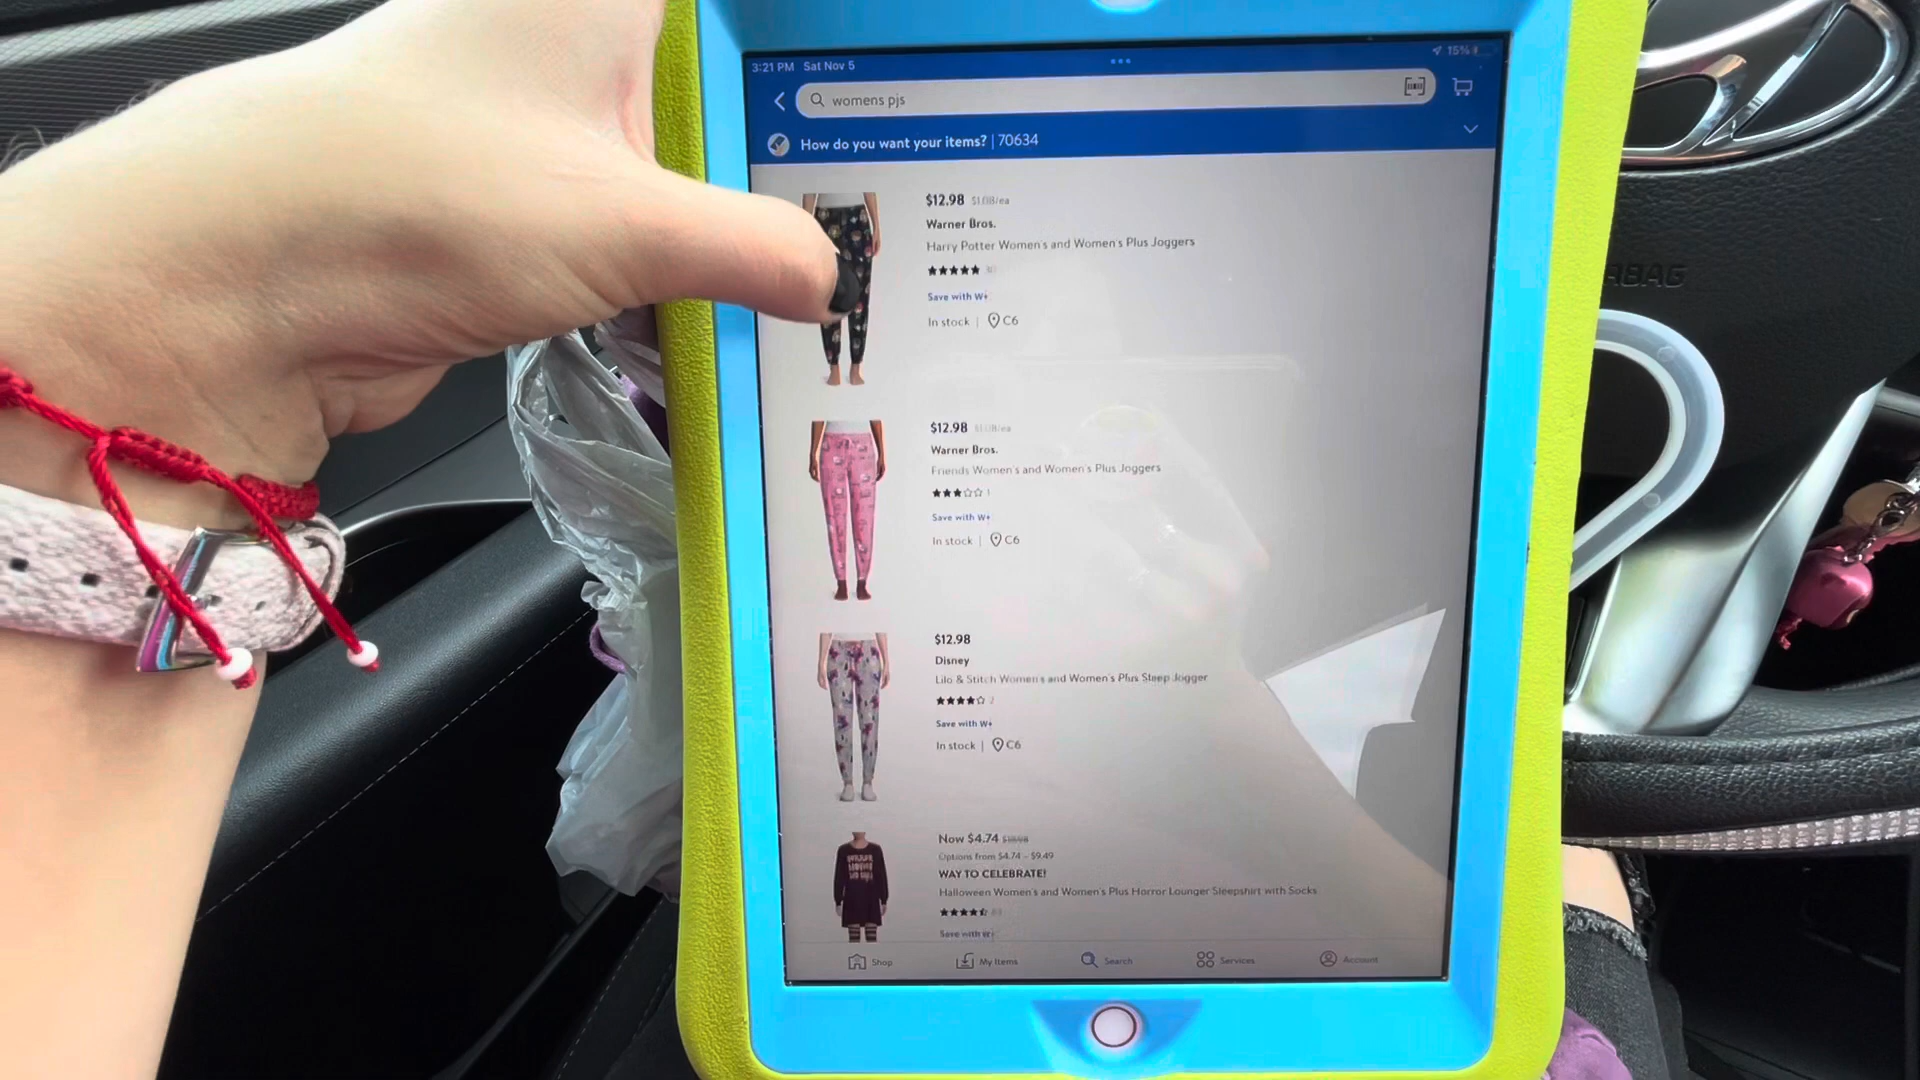 3:21 PM Sat Nov 5
15%
womens pjs
How do you want your items? | 70634
$12.98
Warner Bros.
Harry Potter Women's and Women's Plus Joggers
Save with W+
In stock | C6
$12.98
Warner Bros.
Friends Women's and Women's Plus Joggers
Save with W+
In stock | C6
$12.98
Disney
Lilo & Stitch Women's and Women's Plus Sleep Jogger
2
Save with W+
In stock | C6
Now $4.74
Options from $4.74 - $9.49
WAY TO CELEBRATE!
Halloween Women's and Women's Plus Horror Lounger Sleepshirt with Socks
Save with W+
Shop
My Items
Search
Services
Account